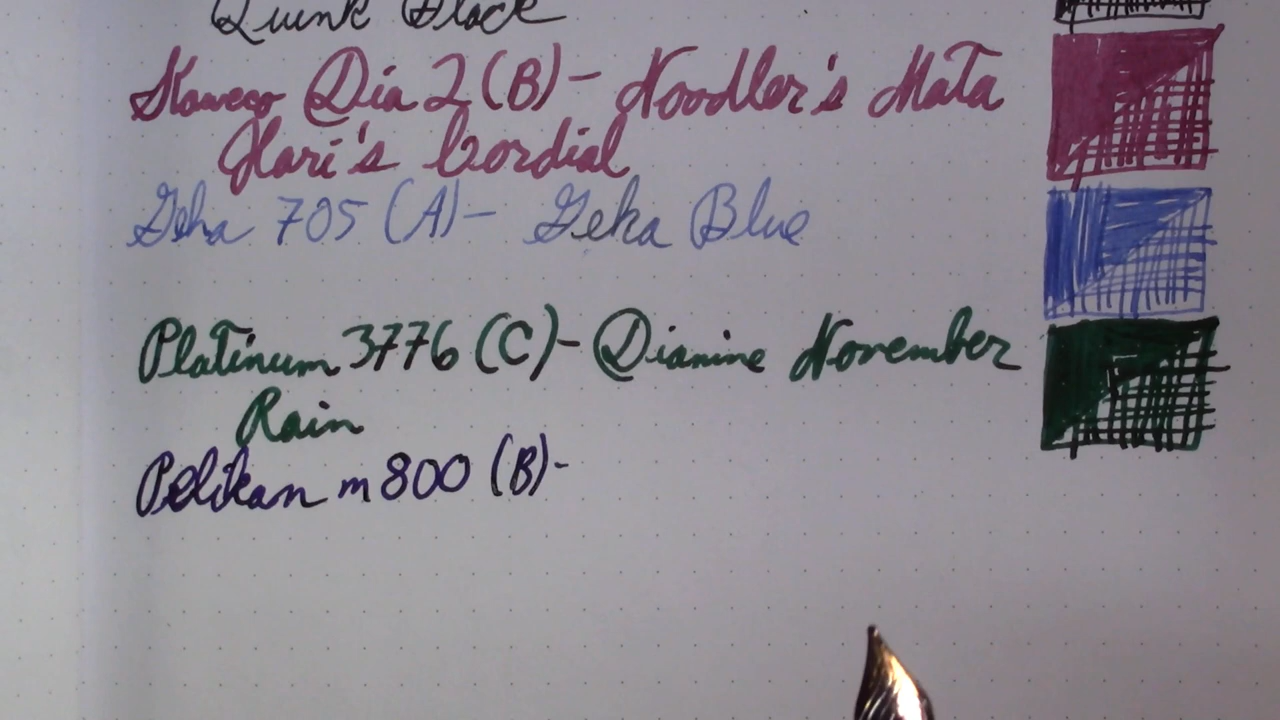 Quink Black
Kaweco Dia 2 (B)- Noodler's Mata
Hari's Cordial
Geha 705 (A)- Geha Blue
Platinum 3776 (C)- Diamine November
Rain
Pelikan m800 (B)-